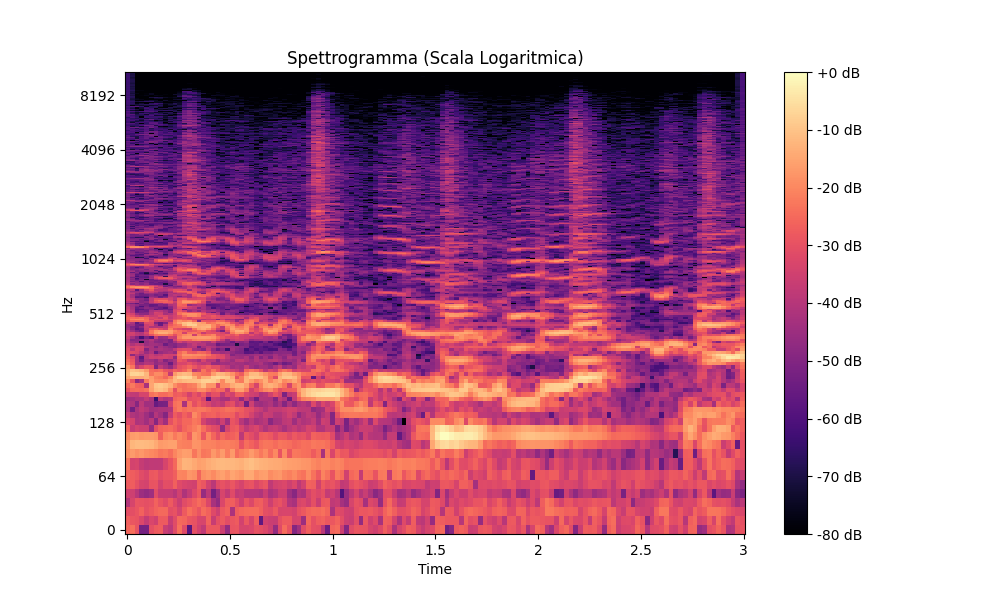 Spettrogramma (Scala Logaritmica)
Hz
8192
4096
2048
1024
512
256
128
64
0
0 0.5 1 1.5 2 2.5 3
Time
+0 dB
-10 dB
-20 dB
-30 dB
-40 dB
-50 dB
-60 dB
-70 dB
-80 dB